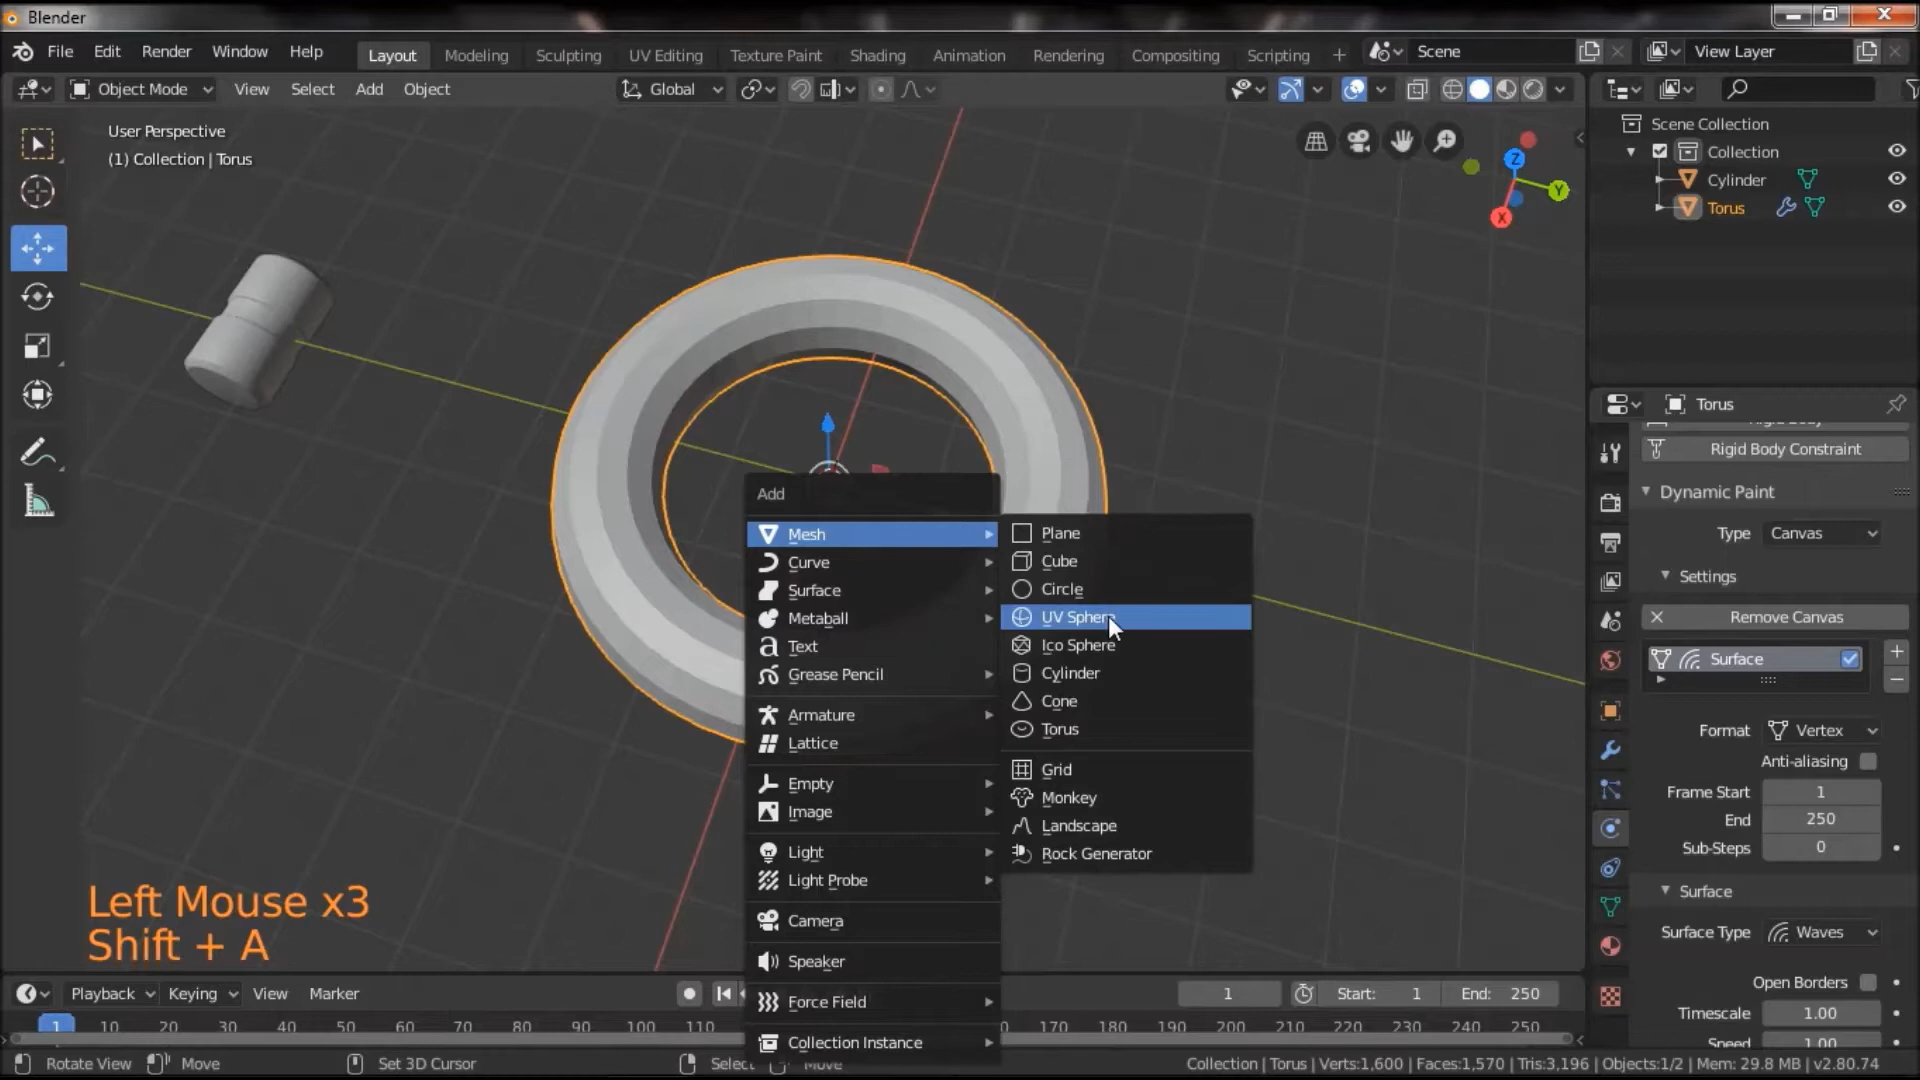 Blender
File Edit Render Window Help
Layout Modeling Sculpting UV Editing Texture Paint Shading Animation Rendering Compositing Scripting +
Scene
View Layer
Object Mode View Select Add Object
Global
User Perspective
(1) Collection | Torus
Z
Y
X
Scene Collection
Collection
Cylinder
Torus
Torus
Rigid Body Constraint
Dynamic Paint
Type Canvas
Settings
Remove Canvas
Surface
Format Vertex
Anti-aliasing
Frame Start 1
End 250
Sub-Steps 0
Surface
Surface Type Waves
Open Borders
Timescale 1.00
Speed 1.00
Add
Mesh
Curve
Surface
Metaball
Text
Grease Pencil
Armature
Lattice
Empty
Image
Light
Light Probe
Camera
Speaker
Force Field
Collection Instance
Plane
Cube
Circle
UV Sphere
Ico Sphere
Cylinder
Cone
Torus
Grid
Monkey
Landscape
Rock Generator
Left Mouse x3
Shift + A
Playback Keying View Marker
1 Start: 1 End: 250
1 10 20 30 40 50 60 70 80 90 100 110 170 180 190 200 210 220 230 240 250
Rotate View Move Set 3D Cursor Select Move
Collection | Torus | Verts:1,600 | Faces:1,570 | Tris:3,196 | Objects:1/2 | Mem: 29.8 MB | v2.80.74